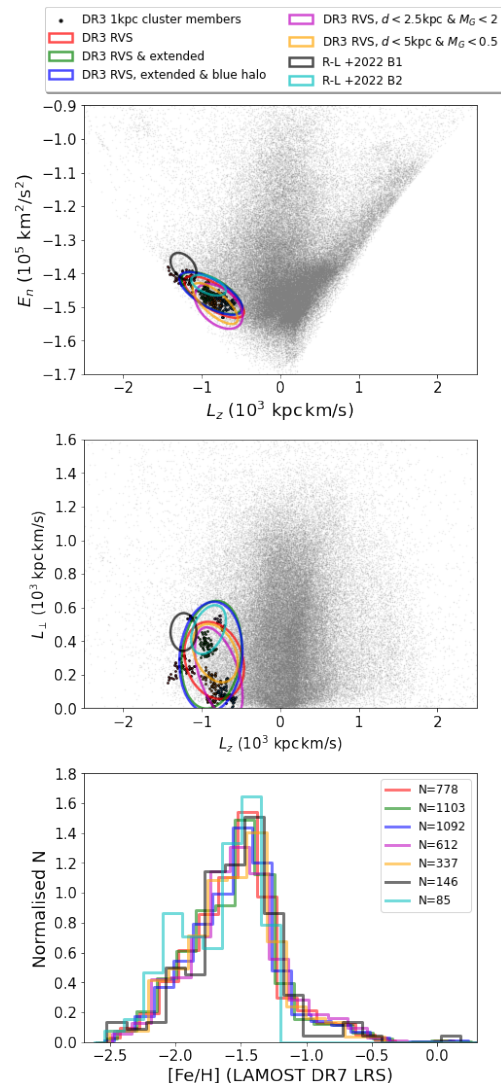 DR3 1kpc cluster members
DR3 RVS
DR3 RVS & extended
DR3 RVS, extended & blue halo
DR3 RVS, d < 2.5kpc & M_G < 2
DR3 RVS, d < 5kpc & M_G < 0.5
R-L +2022 B1
R-L +2022 B2
−0.9
−1.0
−1.1
−1.2
−1.3
−1.4
−1.5
−1.6
−1.7
E_n (10^5 km^2/s^2)
−2
−1
0
1
2
L_z (10^3 kpc km/s)
1.6
1.4
1.2
1.0
0.8
0.6
0.4
0.2
0.0
L_⊥ (10^3 kpc km/s)
−2
−1
0
1
2
L_z (10^3 kpc km/s)
1.8
1.6
1.4
1.2
1.0
0.8
0.6
0.4
0.2
0.0
Normalised N
N=778
N=1103
N=1092
N=612
N=337
N=146
N=85
−2.5
−2.0
−1.5
−1.0
−0.5
0.0
[Fe/H] (LAMOST DR7 LRS)